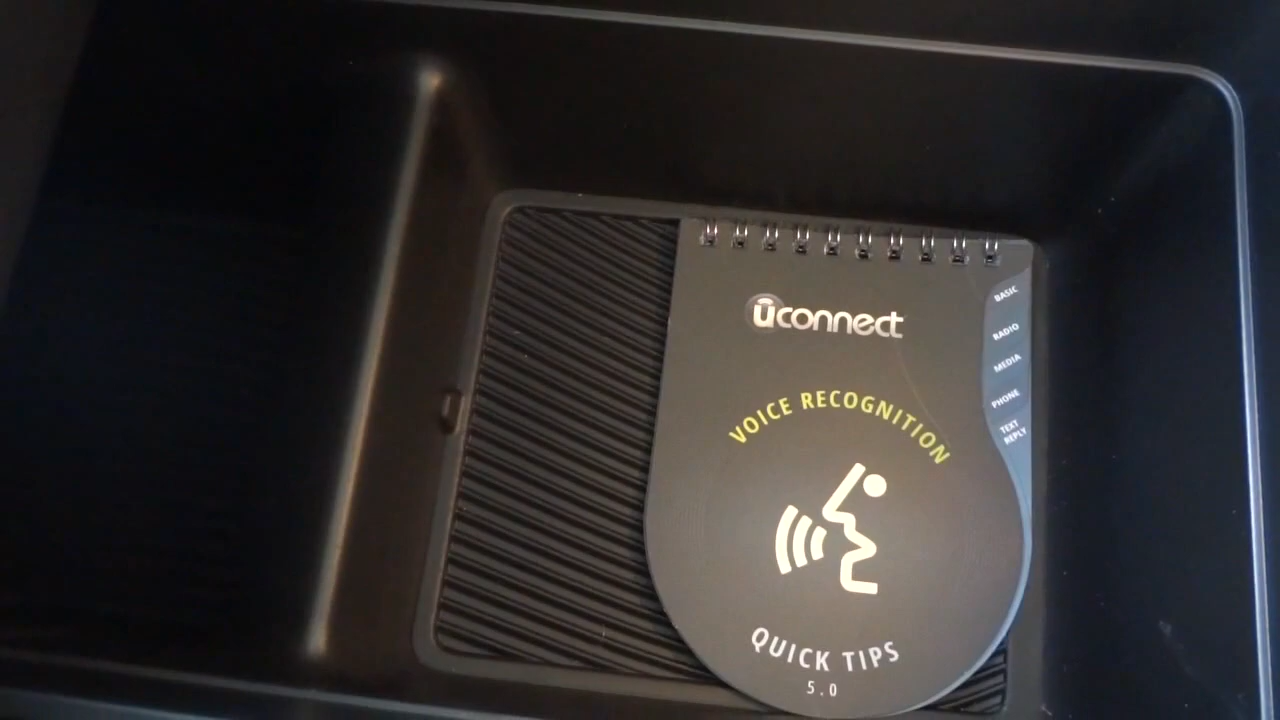 uconnect
BASIC
RADIO
MEDIA
PHONE
TEXT
REPLY
VOICE RECOGNITION
QUICK TIPS
5.0